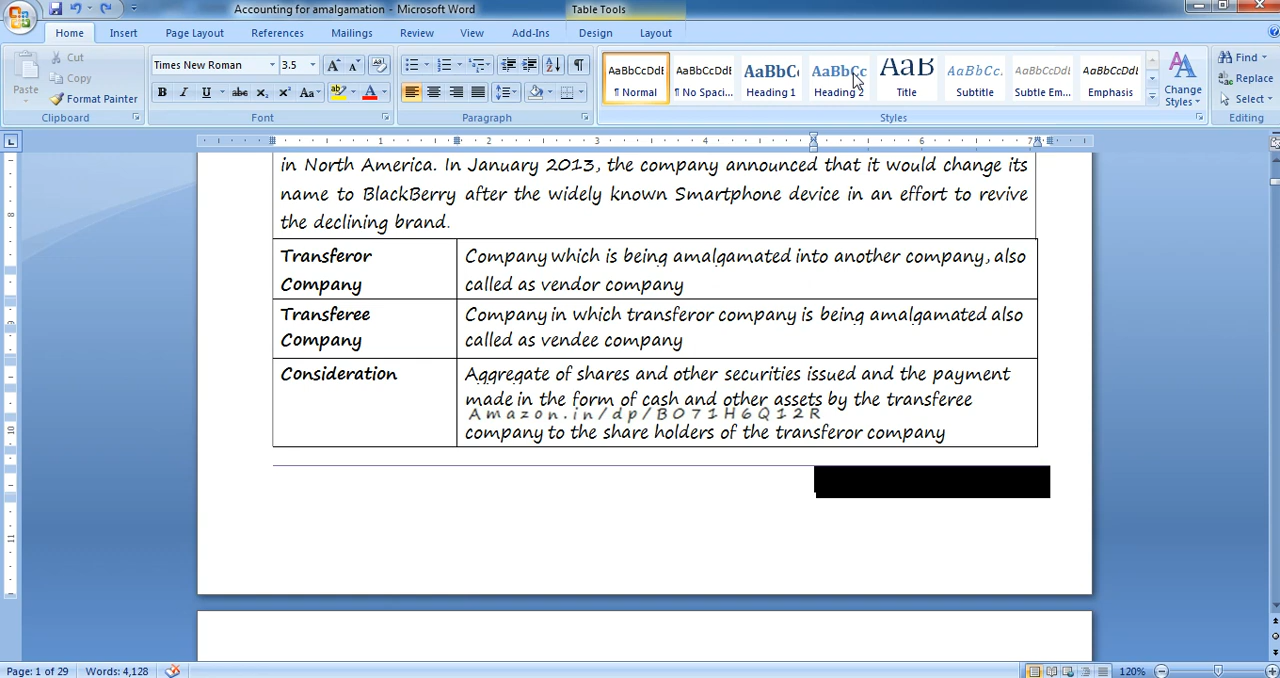 Accounting for amalgamation - Microsoft Word
Table Tools
Home Insert Page Layout References Mailings Review View Add-Ins Design Layout
Cut
Copy
Format Painter
Paste
Clipboard
Times New Roman 3.5
Font
Paragraph
AaBbCcDdI AaBbCcDdI AaBbC AaBbCc AaB AaBbCc. AaBbCcDdI AaBbCcDdI
¶ Normal ¶ No Spaci... Heading 1 Heading 2 Title Subtitle Subtle Em... Emphasis
Change Styles
Styles
Find
Replace
Select
Editing
in North America. In January 2013, the company announced that it would change its
name to BlackBerry after the widely known Smartphone device in an effort to revive
the declining brand.
Transferor Company
Company which is being amalgamated into another company, also
called as vendor company
Transferee Company
Company in which transferor company is being amalgamated also
called as vendee company
Consideration
Aggregate of shares and other securities issued and the payment
made in the form of cash and other assets by the transferee
Amazon.in/dp/B071H6Q12R
company to the share holders of the transferor company
Page: 1 of 29 Words: 4,128 120%